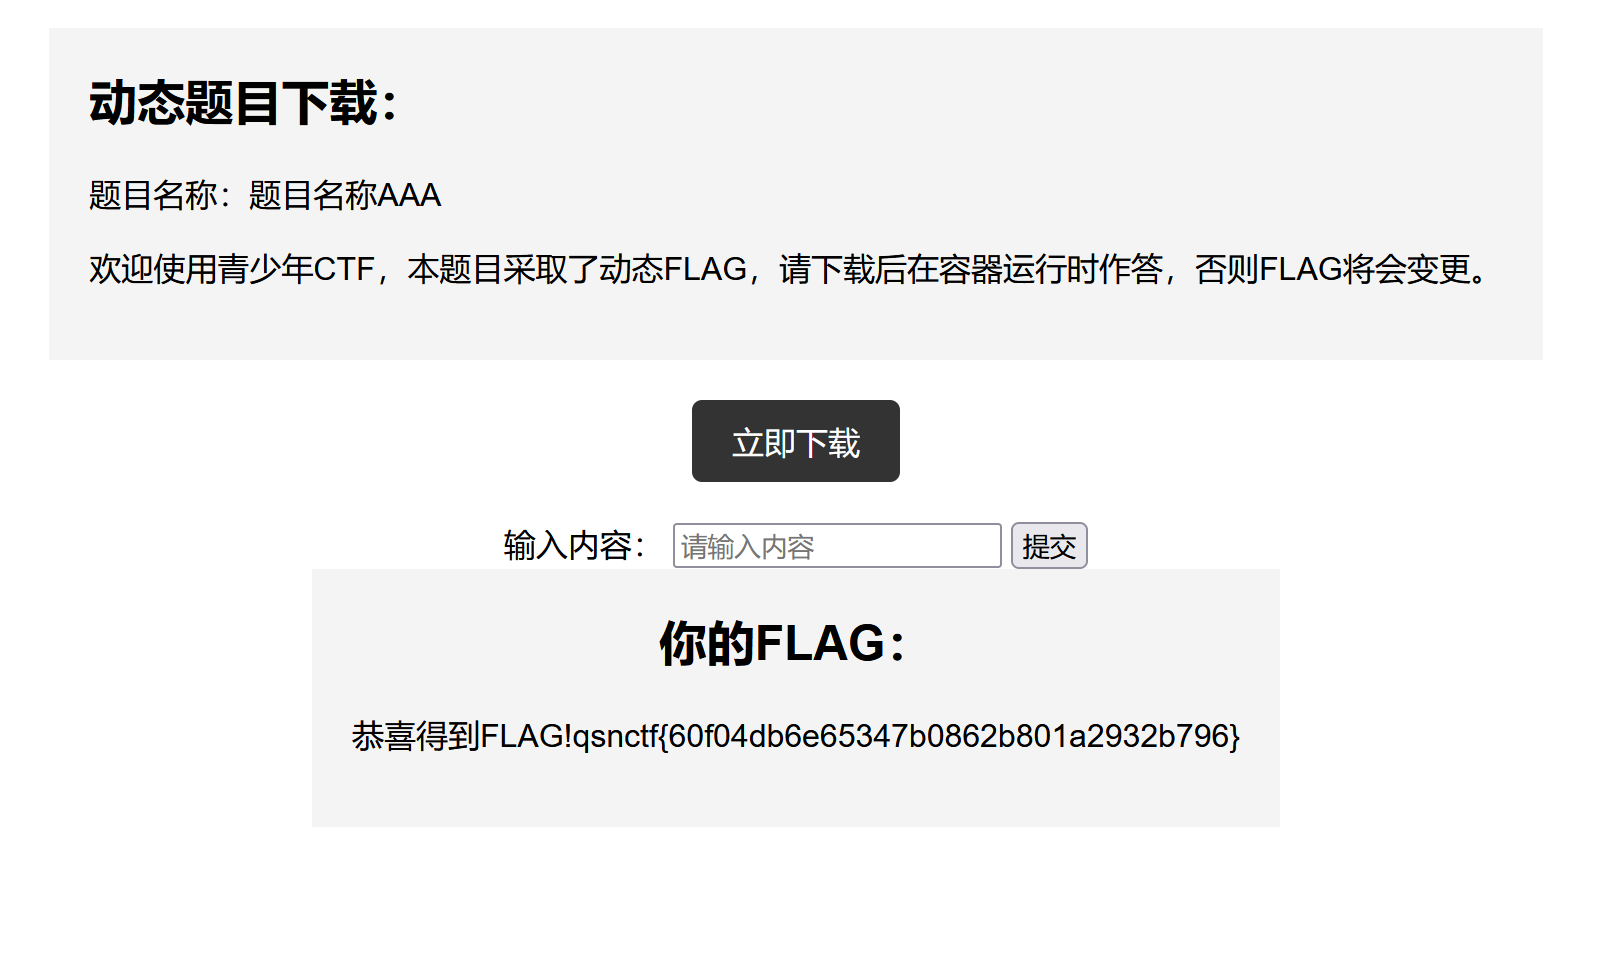 动态题目下载：
题目名称：题目名称AAA
欢迎使用青少年CTF，本题目采取了动态FLAG，请下载后在容器运行时作答，否则FLAG将会变更。
立即下载
输入内容： 请输入内容 提交
你的FLAG：
恭喜得到FLAG!qsnctf{60f04db6e65347b0862b801a2932b796}